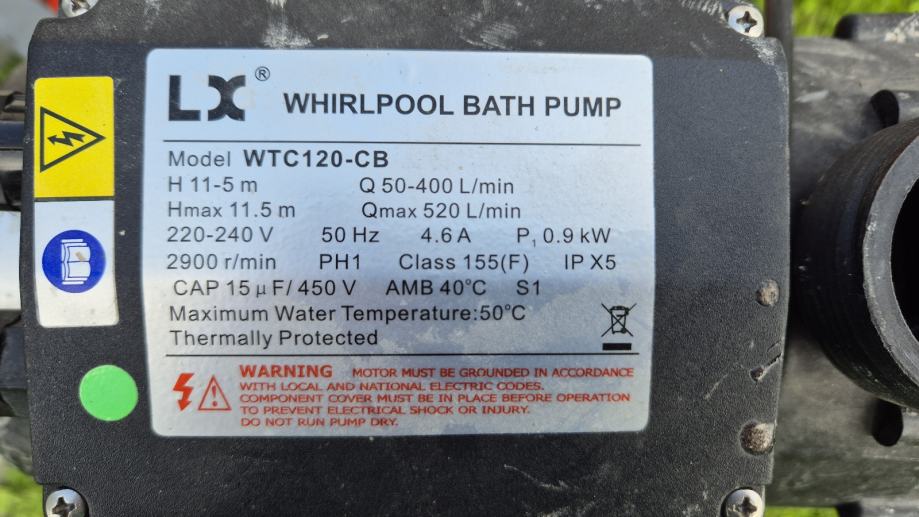 LX ® WHIRLPOOL BATH PUMP
Model WTC120-CB
H 11-5 m Q 50-400 L/min
Hmax 11.5 m Qmax 520 L/min
220-240 V 50 Hz 4.6 A P₁ 0.9 kW
2900 r/min PH1 Class 155(F) IP X5
CAP 15 µF/ 450 V AMB 40°C S1
Maximum Water Temperature:50°C
Thermally Protected
WARNING MOTOR MUST BE GROUNDED IN ACCORDANCE
WITH LOCAL AND NATIONAL ELECTRIC CODES.
COMPONENT COVER MUST BE IN PLACE BEFORE OPERATION
TO PREVENT ELECTRICAL SHOCK OR INJURY.
DO NOT RUN PUMP DRY.